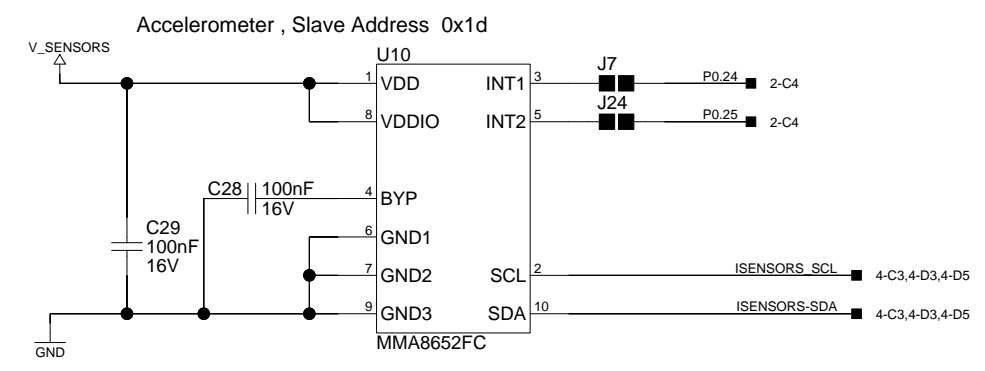 Accelerometer , Slave Address 0x1d
V_SENSORS
U10
1 VDD INT1 3 J7 P0.24 2-C4
8 VDDIO INT2 5 J24 P0.25 2-C4
4 BYP C28 100nF
16V
C29
100nF
16V
6 GND1
7 GND2 SCL 2 ISENSORS_SCL 4-C3,4-D3,4-D5
9 GND3 SDA 10 ISENSORS-SDA 4-C3,4-D3,4-D5
MMA8652FC
GND